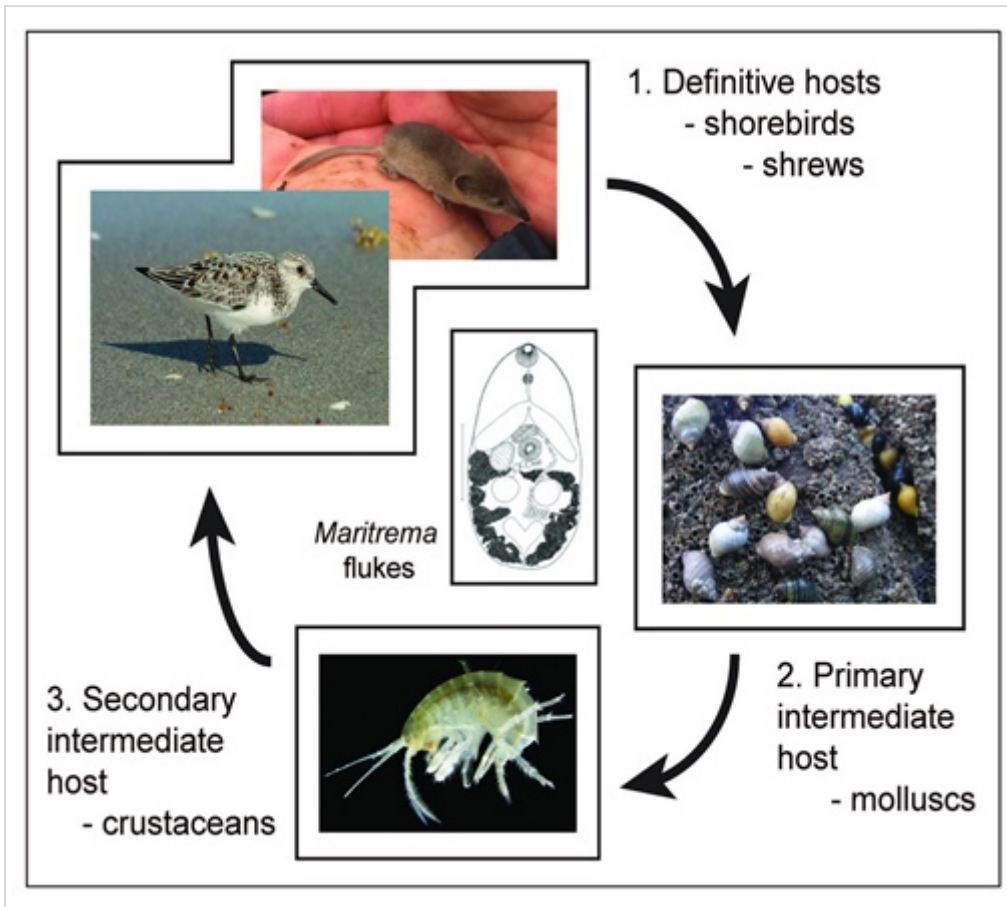 1. Definitive hosts
- shorebirds
- shrews
Maritrema
flukes
2. Primary
intermediate
host
- molluscs
3. Secondary
intermediate
host
- crustaceans